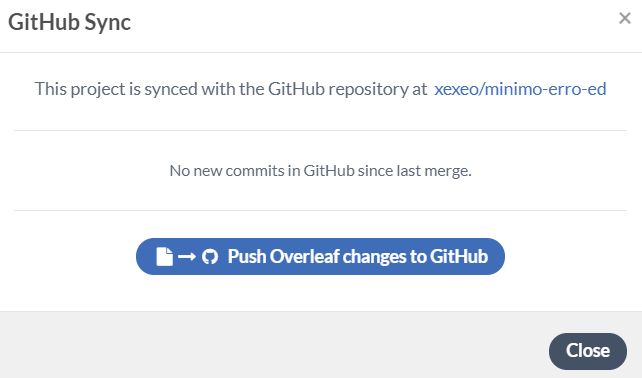 GitHub Sync
×
This project is synced with the GitHub repository at xexeo/minimo-erro-ed
No new commits in GitHub since last merge.
Push Overleaf changes to GitHub
Close